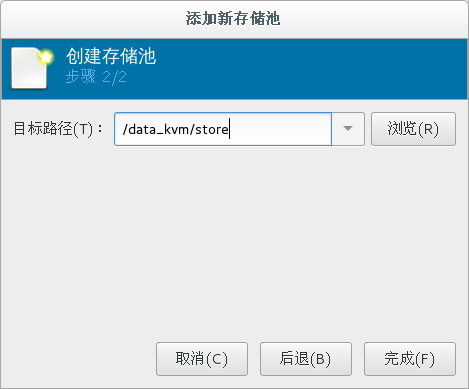 添加新存储池
创建存储池
步骤 2/2
目标路径(T)： /data_kvm/store 浏览(R)
取消(C) 后退(B) 完成(F)